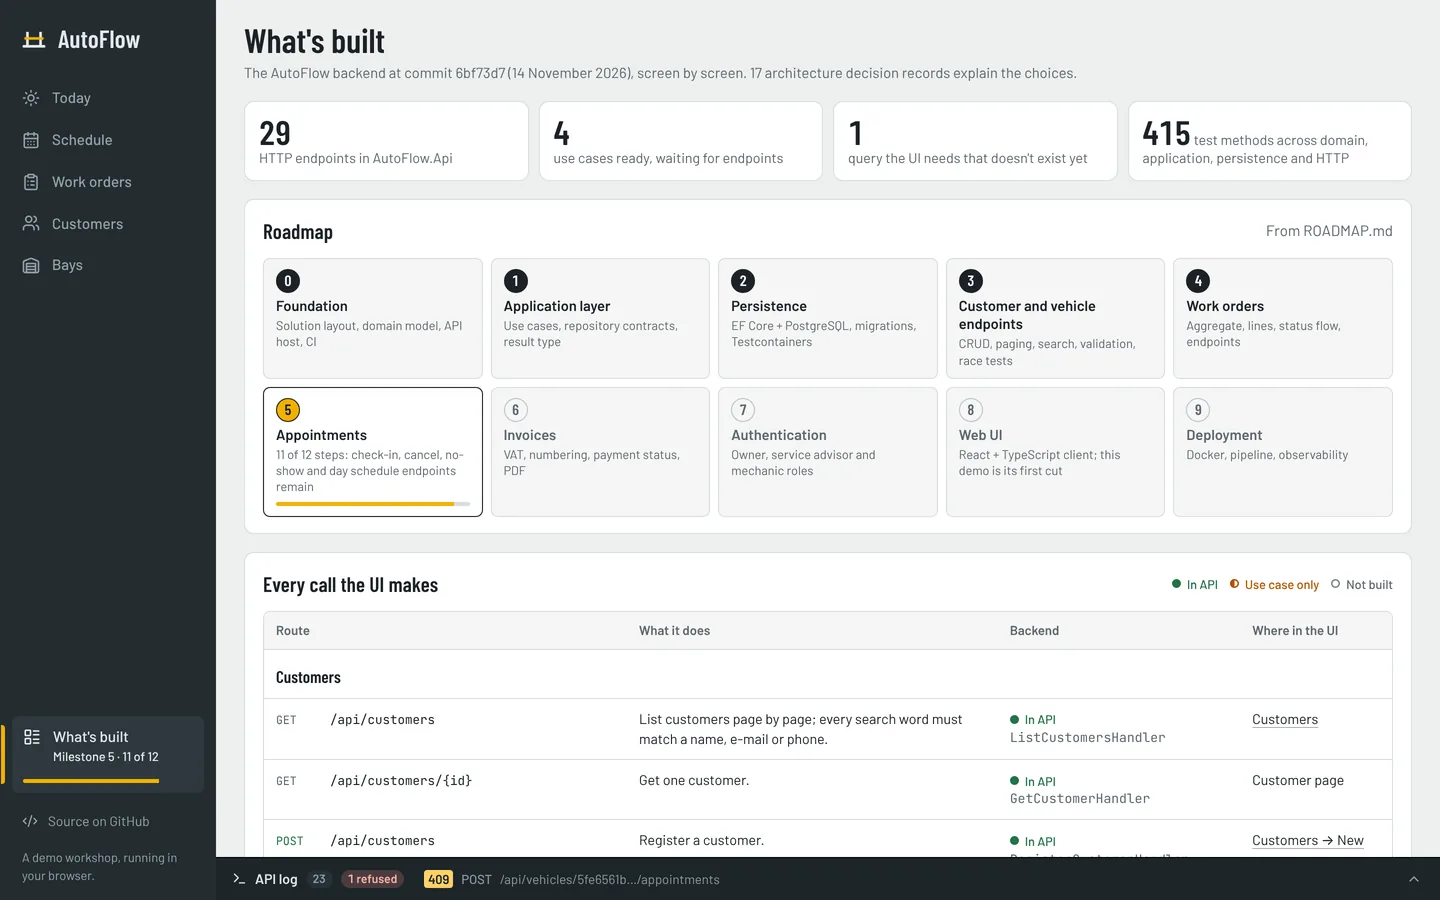 AutoFlow
Today
Schedule
Work orders
Customers
Bays
What's built
Milestone 5 · 11 of 12
Source on GitHub
A demo workshop, running in
your browser.
What's built
The AutoFlow backend at commit 6bf73d7 (14 November 2026), screen by screen. 17 architecture decision records explain the choices.
29
HTTP endpoints in AutoFlow.Api
4
use cases ready, waiting for endpoints
1
query the UI needs that doesn't exist yet
415 test methods across domain,
application, persistence and HTTP
Roadmap
From ROADMAP.md
0
Foundation
Solution layout, domain model, API
host, CI
1
Application layer
Use cases, repository contracts,
result type
2
Persistence
EF Core + PostgreSQL, migrations,
Testcontainers
3
Customer and vehicle
endpoints
CRUD, paging, search, validation,
race tests
4
Work orders
Aggregate, lines, status flow,
endpoints
5
Appointments
11 of 12 steps: check-in, cancel, no-
show and day schedule endpoints
remain
6
Invoices
VAT, numbering, payment status,
PDF
7
Authentication
Owner, service advisor and
mechanic roles
8
Web UI
React + TypeScript client; this
demo is its first cut
9
Deployment
Docker, pipeline, observability
Every call the UI makes
In API Use case only Not built
Route What it does Backend Where in the UI
Customers
GET /api/customers
List customers page by page; every search word must
match a name, e-mail or phone.
In API
ListCustomersHandler
Customers
GET /api/customers/{id}
Get one customer.
In API
GetCustomerHandler
Customer page
POST /api/customers
Register a customer.
In API
Customers → New
API log 23 1 refused 409 POST /api/vehicles/5fe6561b.../appointments